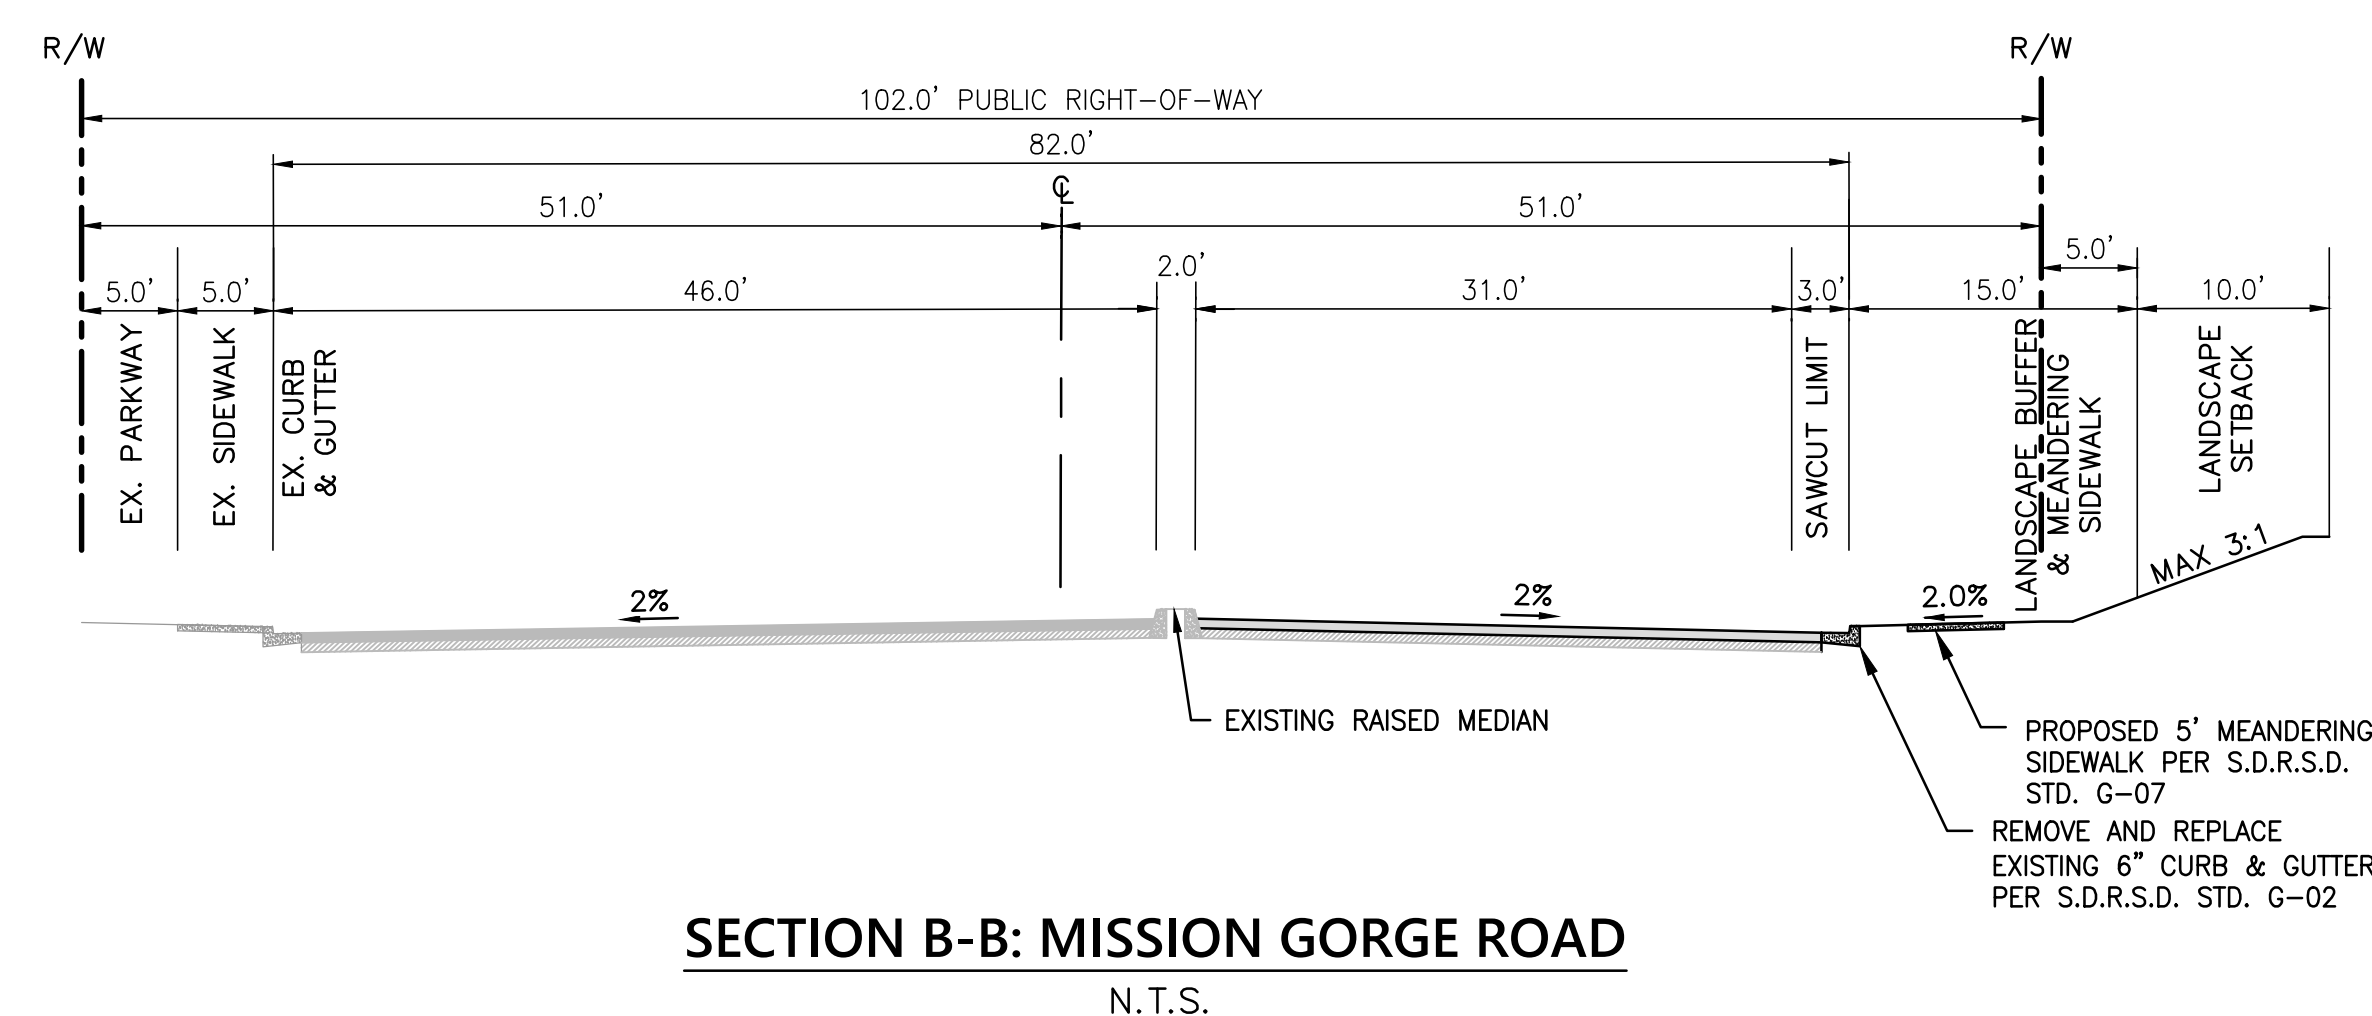 R/W
R/W
102.0' PUBLIC RIGHT-OF-WAY
82.0'
℄
51.0'
51.0'
5.0'
5.0'
46.0'
2.0'
31.0'
3.0'
15.0'
5.0'
10.0'
EX. PARKWAY
EX. SIDEWALK
EX. CURB
& GUTTER
SAWCUT LIMIT
LANDSCAPE BUFFER
& MEANDERING
SIDEWALK
LANDSCAPE
SETBACK
MAX 3:1
2%
2%
2.0%
EXISTING RAISED MEDIAN
PROPOSED 5' MEANDERING
SIDEWALK PER S.D.R.S.D.
STD. G-07
REMOVE AND REPLACE
EXISTING 6" CURB & GUTTER
PER S.D.R.S.D. STD. G-02
SECTION B-B: MISSION GORGE ROAD
N.T.S.